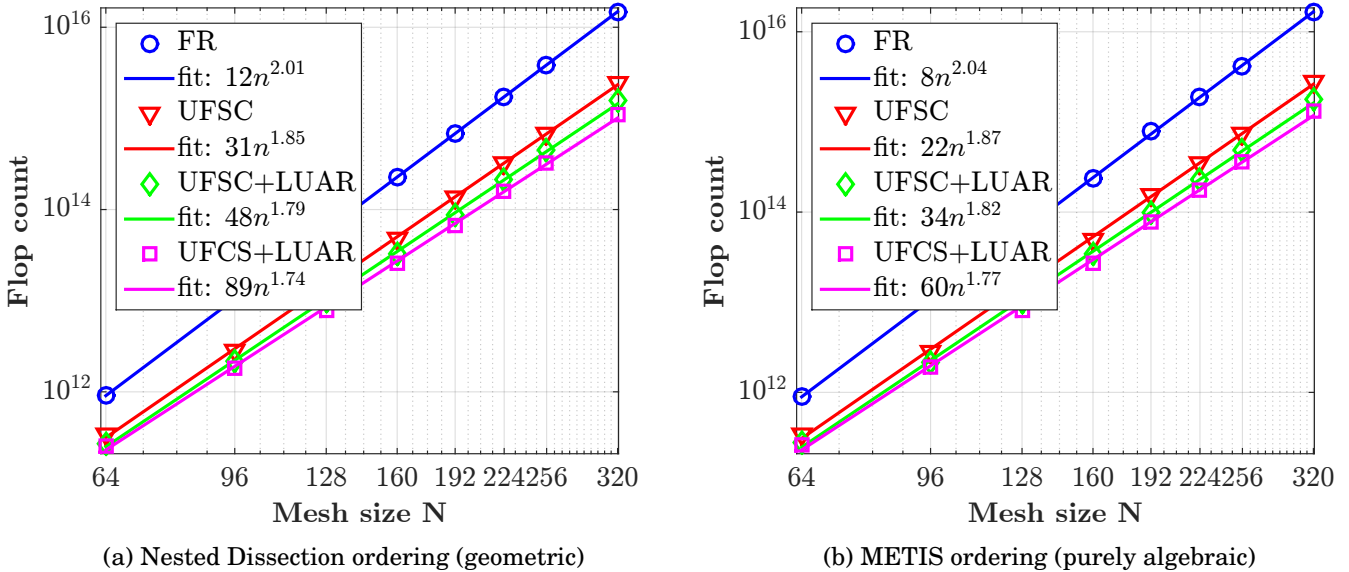 10^16
10^14
10^12
Flop count
FR
fit: 12n^2.01
UFSC
fit: 31n^1.85
UFSC+LUAR
fit: 48n^1.79
UFCS+LUAR
fit: 89n^1.74
64 96 128 160 192 224 256 320
Mesh size N
(a) Nested Dissection ordering (geometric)
10^16
10^14
10^12
Flop count
FR
fit: 8n^2.04
UFSC
fit: 22n^1.87
UFSC+LUAR
fit: 34n^1.82
UFCS+LUAR
fit: 60n^1.77
64 96 128 160 192 224 256 320
Mesh size N
(b) METIS ordering (purely algebraic)